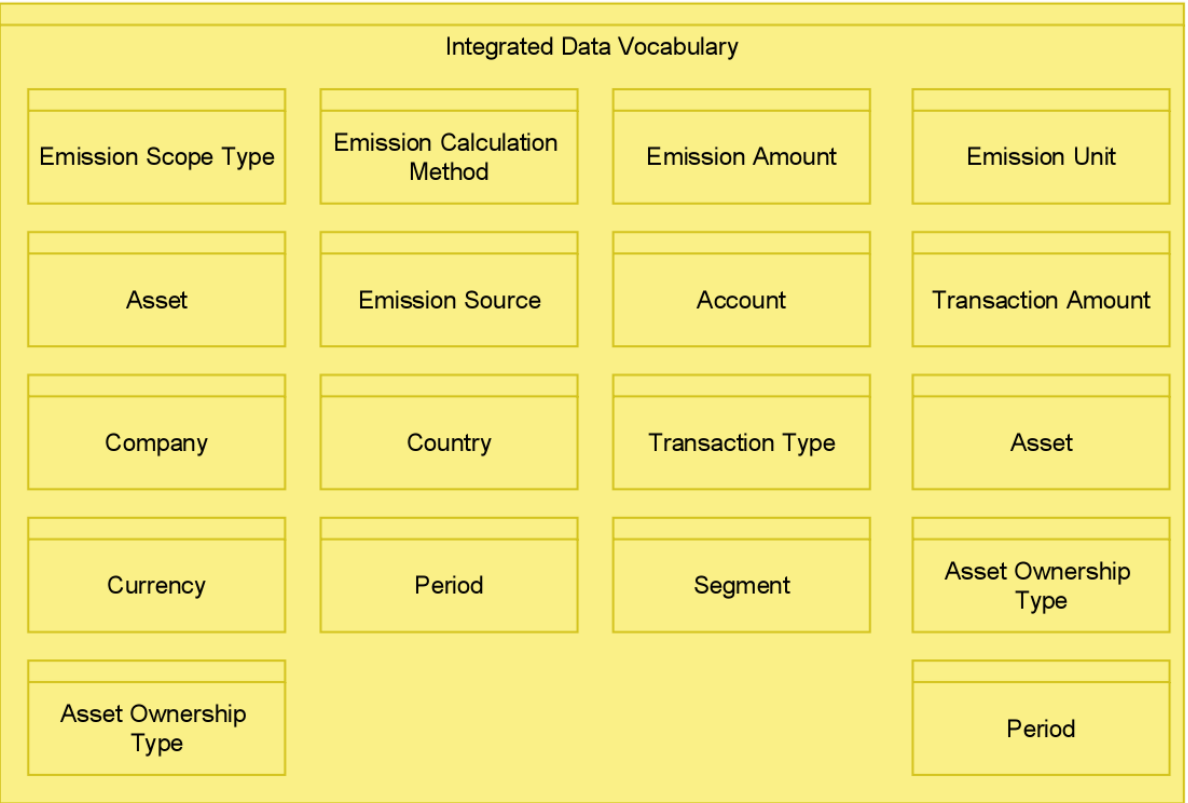 Integrated Data Vocabulary
Emission Scope Type
Emission Calculation
Method
Emission Amount
Emission Unit
Asset
Emission Source
Account
Transaction Amount
Company
Country
Transaction Type
Asset
Currency
Period
Segment
Asset Ownership
Type
Asset Ownership
Type
Period